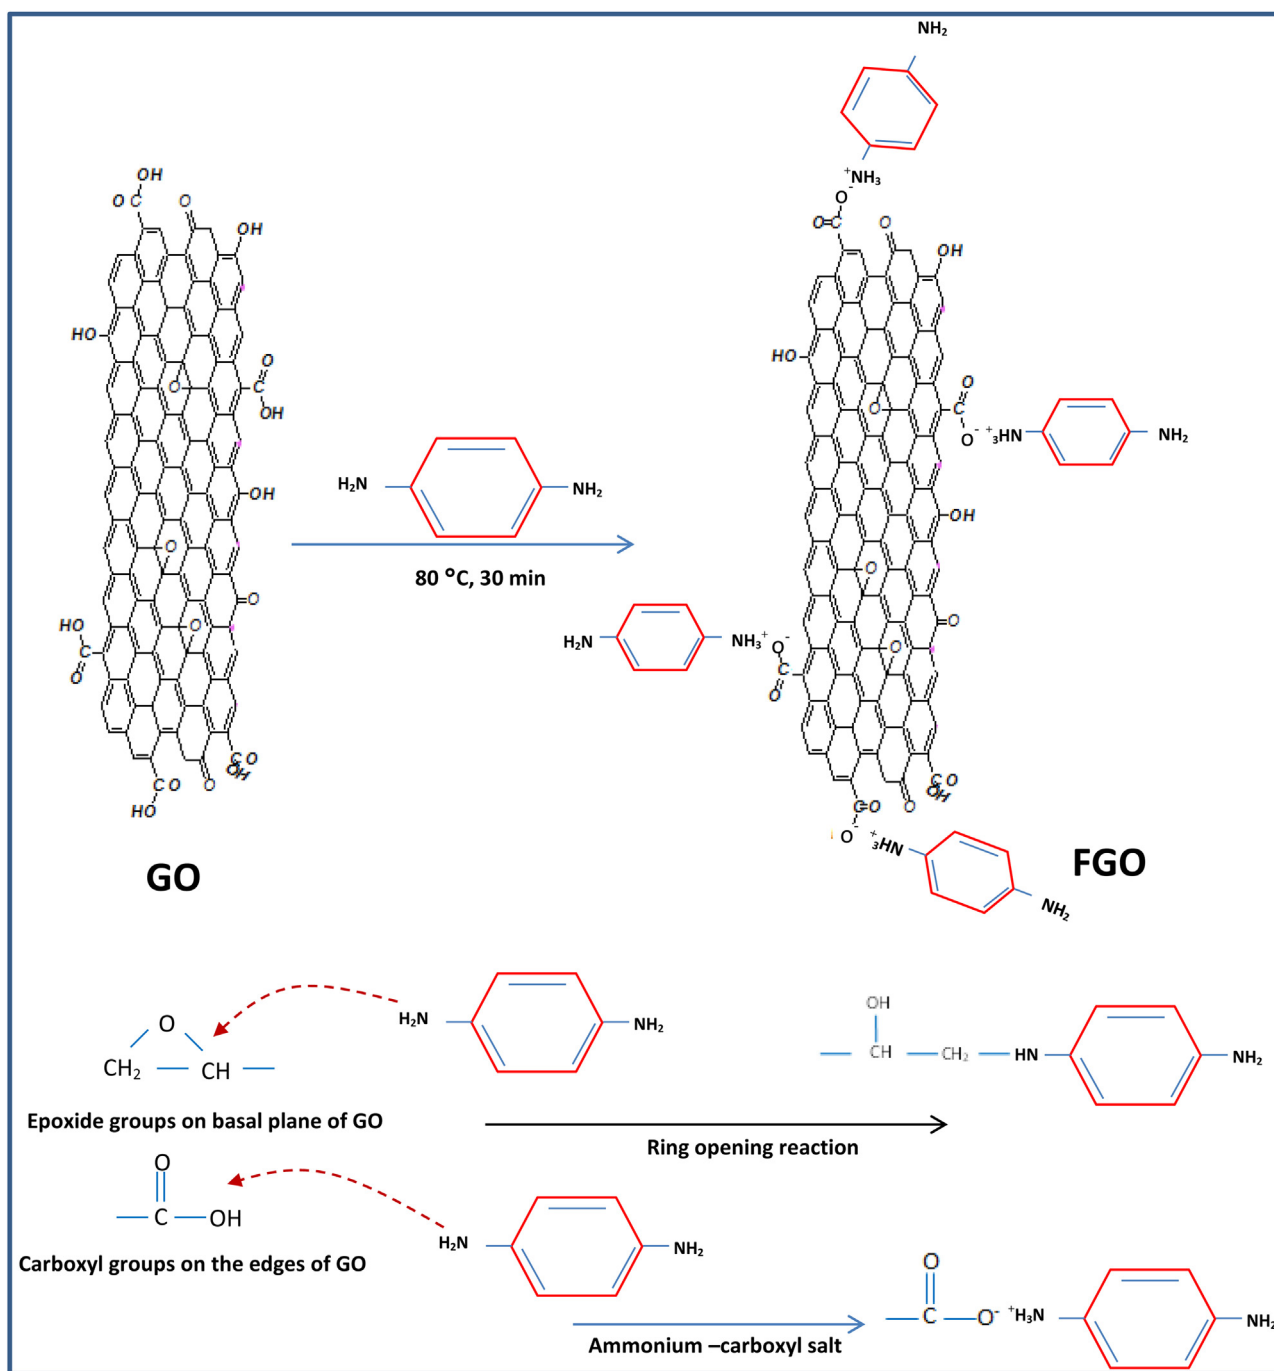 NH₂
⁺NH₃
O⁻
O=C
O
OH
HO
O
O
C
O⁻ ⁺₃HN
NH₂
OH
O
O
O
H₂N
NH₃⁺ O⁻
C
O
C=O
O
CO
OH
O⁻ ⁺₃HN
NH₂
FGO
OH
O C
O
OH
HO
O
O
C
OH
OH
O
O
O
HO
C
O
CO
O
CO
OH
HO
GO
H₂N
NH₂
80 °C, 30 min
O
CH₂
CH
H₂N
NH₂
Epoxide groups on basal plane of GO
Ring opening reaction
OH
CH
CH₂
HN
NH₂
O
C
OH
H₂N
NH₂
Carboxyl groups on the edges of GO
Ammonium –carboxyl salt
O
C
O⁻ ⁺H₃N
NH₂